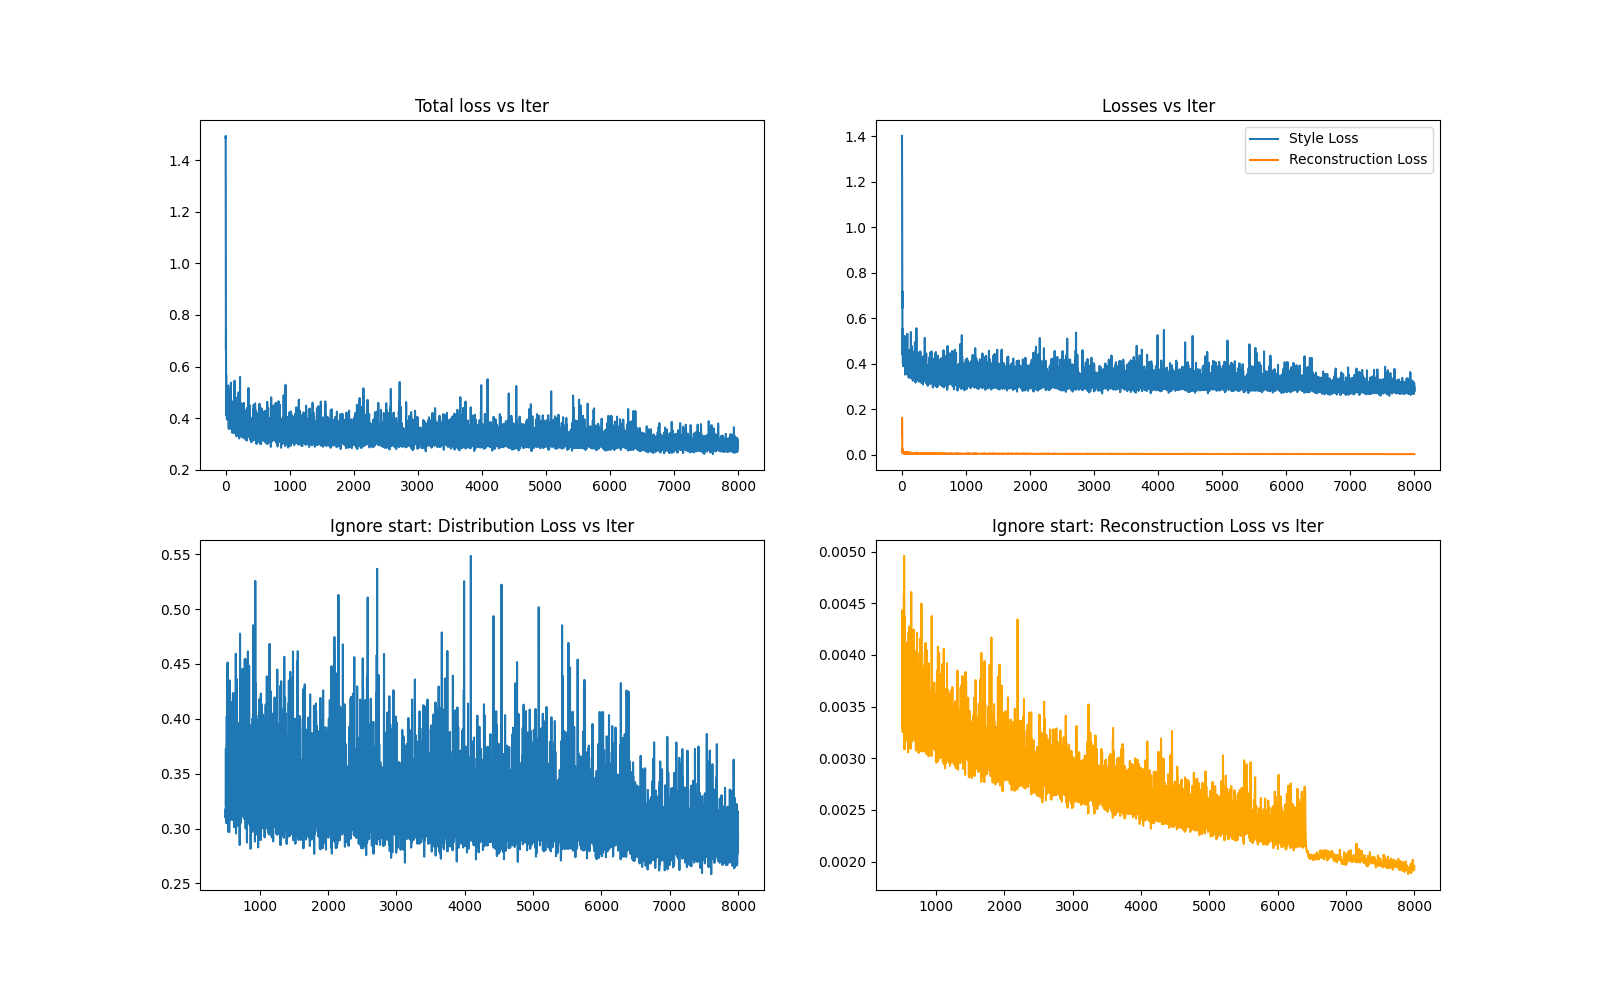 Total loss vs Iter
1.4
1.2
1.0
0.8
0.6
0.4
0.2
0 1000 2000 3000 4000 5000 6000 7000 8000
Losses vs Iter
Style Loss
Reconstruction Loss
1.4
1.2
1.0
0.8
0.6
0.4
0.2
0.0
0 1000 2000 3000 4000 5000 6000 7000 8000
Ignore start: Distribution Loss vs Iter
0.55
0.50
0.45
0.40
0.35
0.30
0.25
1000 2000 3000 4000 5000 6000 7000 8000
Ignore start: Reconstruction Loss vs Iter
0.0050
0.0045
0.0040
0.0035
0.0030
0.0025
0.0020
1000 2000 3000 4000 5000 6000 7000 8000